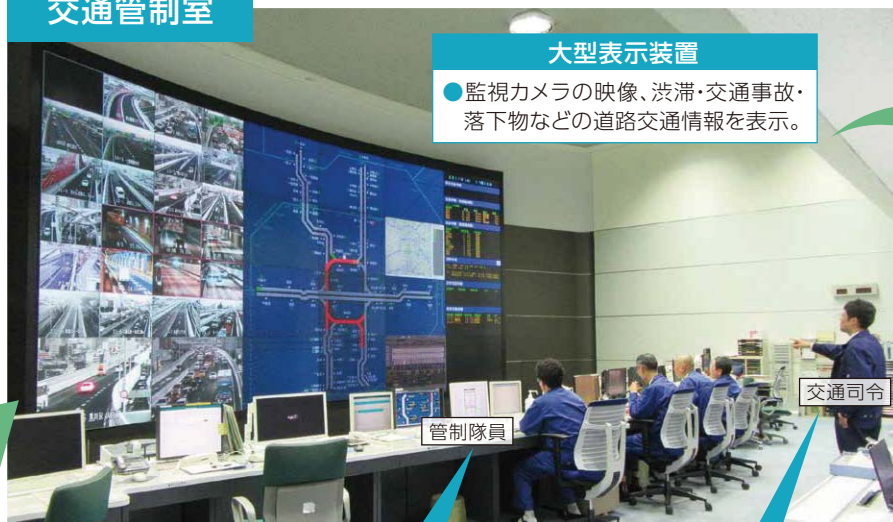 交通管制室
大型表示装置
●監視カメラの映像、渋滞・交通事故・
落下物などの道路交通情報を表示。
管制隊員
交通司令